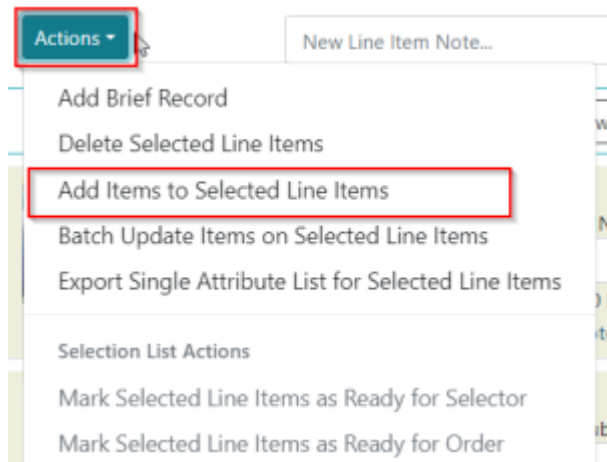 Actions
New Line Item Note...
Add Brief Record
Delete Selected Line Items
Add Items to Selected Line Items
Batch Update Items on Selected Line Items
Export Single Attribute List for Selected Line Items
Selection List Actions
Mark Selected Line Items as Ready for Selector
Mark Selected Line Items as Ready for Order